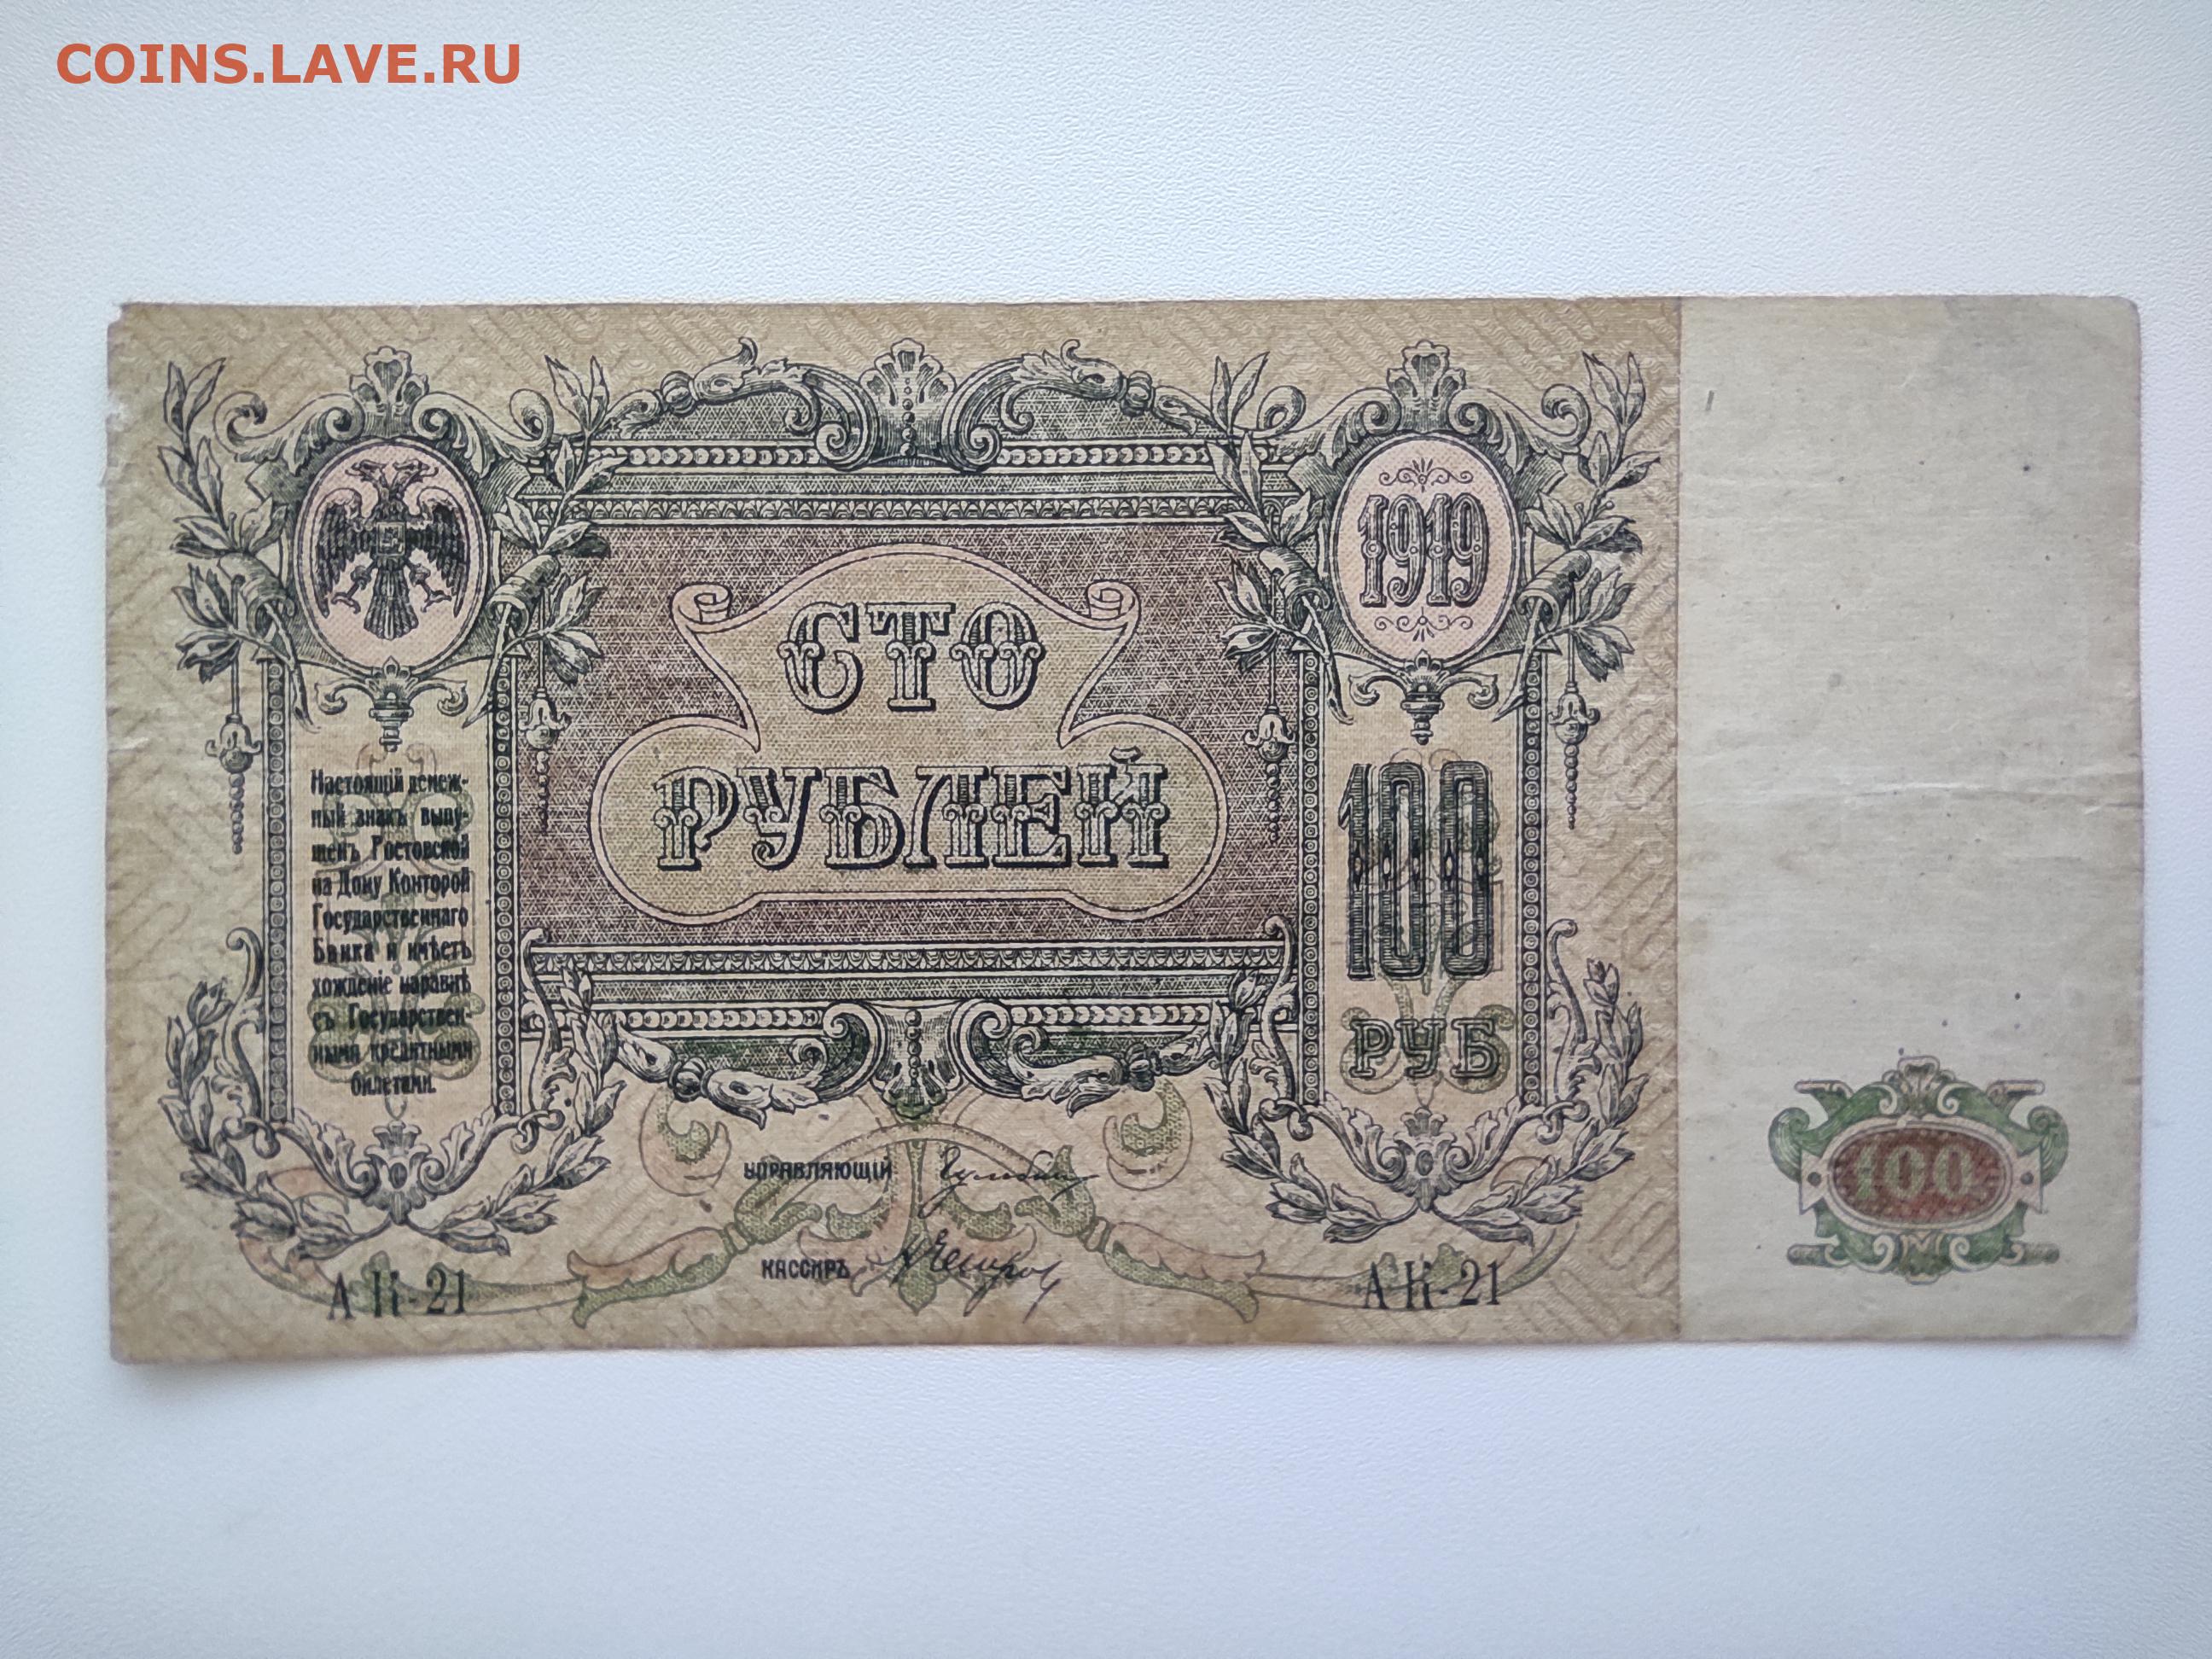 COINS.LAVE.RU
1919
СТО
РУБЛЕЙ
Настоящій денеж-
ный знакъ выпу-
щенъ Ростовской
на Дону Конторой
Государственнаго
Банка и имѣетъ
хожденіе наравнѣ
съ Государствен-
ными кредитными
билетами.
100
РУБ
УПРАВЛЯЮЩІЙ
КАССИРЪ
АК-21
АК-21
100